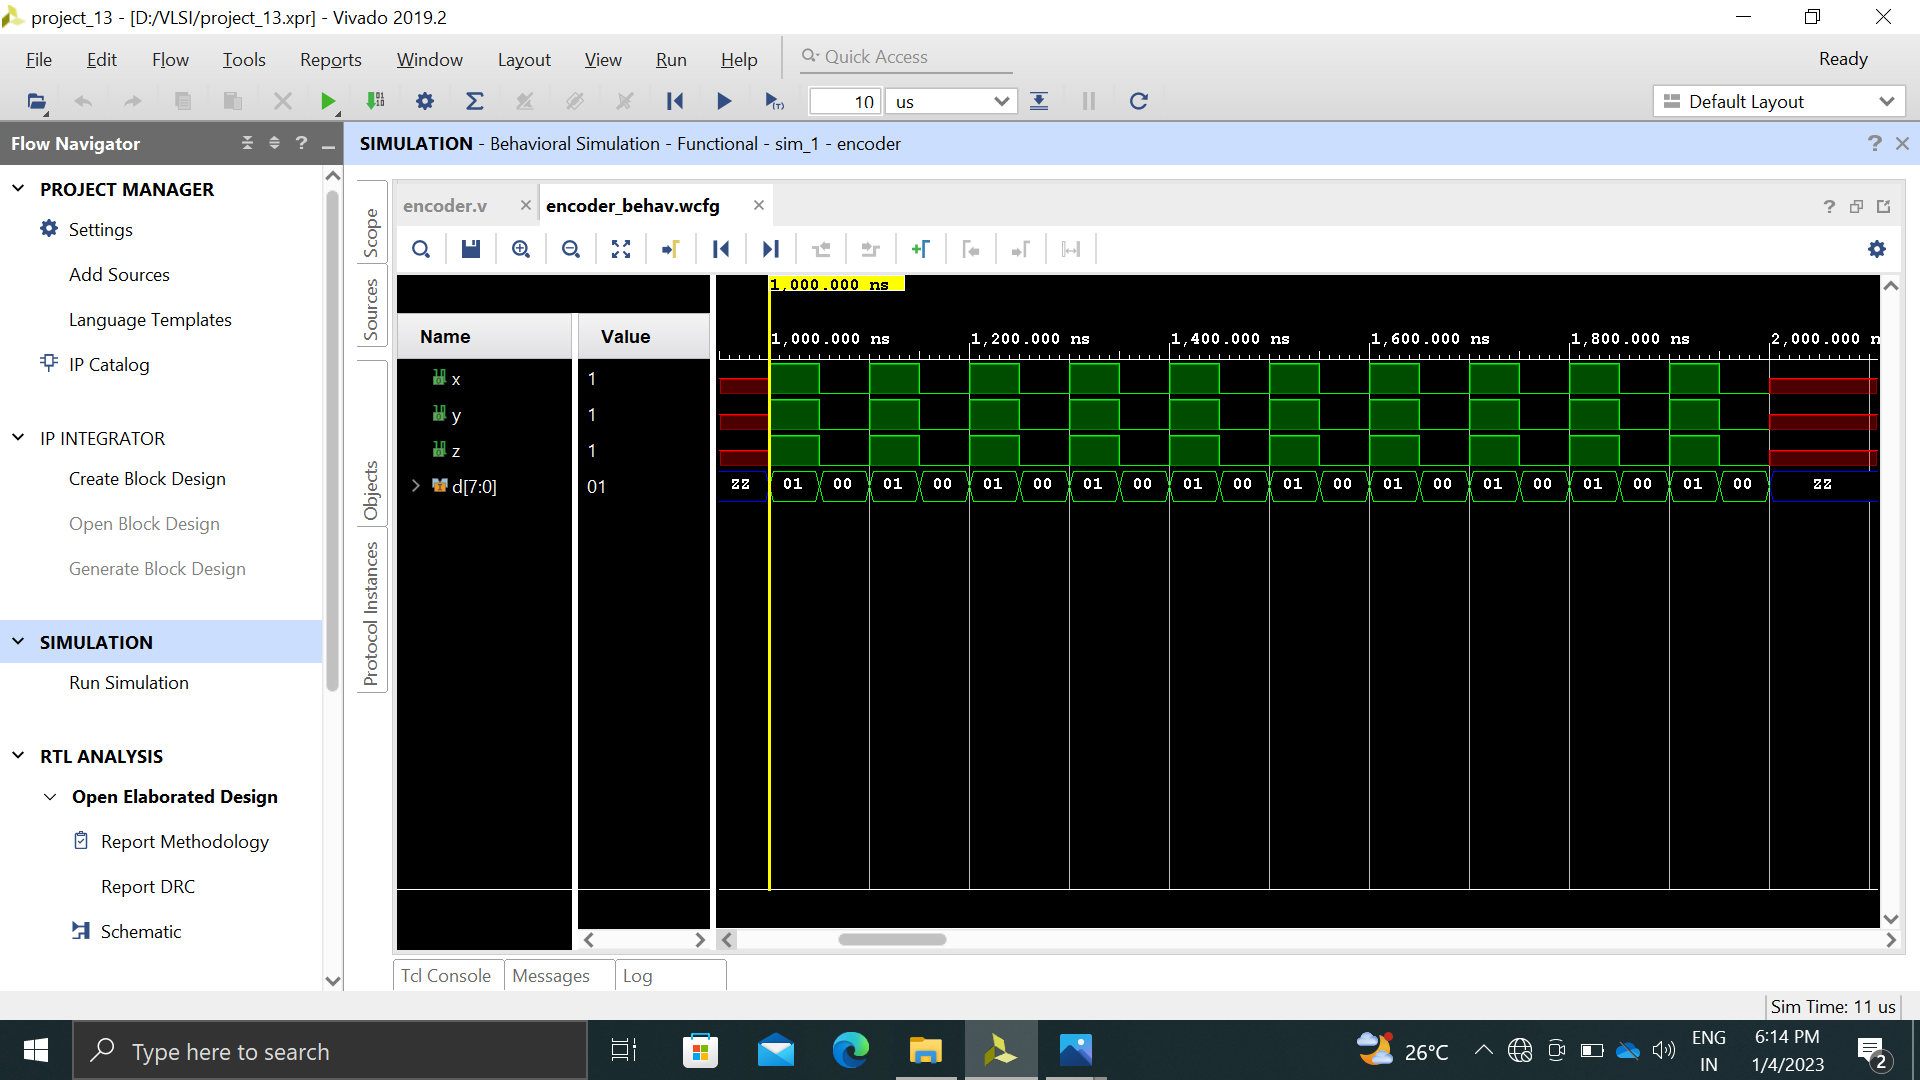 project_13 - [D:/VLSI/project_13.xpr] - Vivado 2019.2
File Edit Flow Tools Reports Window Layout View Run Help Quick Access Ready
10 us Default Layout
Flow Navigator
SIMULATION - Behavioral Simulation - Functional - sim_1 - encoder
PROJECT MANAGER
Settings
Add Sources
Language Templates
IP Catalog
IP INTEGRATOR
Create Block Design
Open Block Design
Generate Block Design
SIMULATION
Run Simulation
RTL ANALYSIS
Open Elaborated Design
Report Methodology
Report DRC
Schematic
Scope
Sources
Objects
Protocol Instances
encoder.v
encoder_behav.wcfg
1,000.000 ns
Name Value
1,000.000 ns 1,200.000 ns 1,400.000 ns 1,600.000 ns 1,800.000 ns 2,000.000 n
x 1
y 1
z 1
d[7:0] 01
ZZ 01 00 01 00 01 00 01 00 01 00 01 00 01 00 01 00 01 00 01 00 ZZ
Tcl Console Messages Log
Sim Time: 11 us
Type here to search
26°C
ENG
IN
6:14 PM
1/4/2023
2